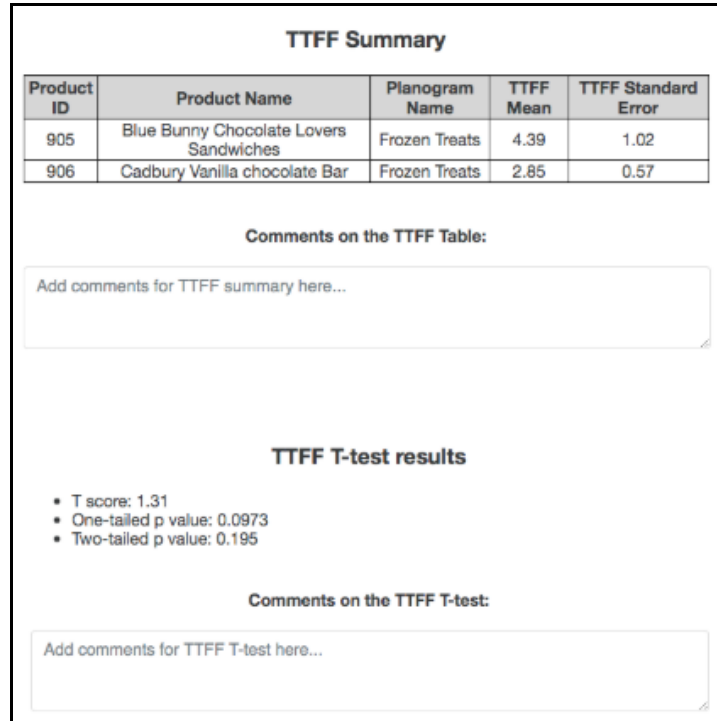 TTFF Summary
Product ID Product Name Planogram Name TTFF Mean TTFF Standard Error
905 Blue Bunny Chocolate Lovers Sandwiches Frozen Treats 4.39 1.02
906 Cadbury Vanilla chocolate Bar Frozen Treats 2.85 0.57
Comments on the TTFF Table:
Add comments for TTFF summary here...
TTFF T-test results
• T score: 1.31
• One-tailed p value: 0.0973
• Two-tailed p value: 0.195
Comments on the TTFF T-test:
Add comments for TTFF T-test here...